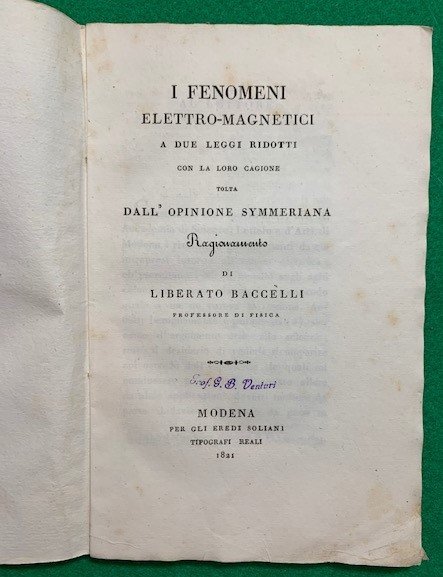 I FENOMENI
ELETTRO-MAGNETICI
A DUE LEGGI RIDOTTI
CON LA LORO CAGIONE
TOLTA
DALL' OPINIONE SYMMERIANA
Ragionamento
DI
LIBERATO BACCÈLLI
PROFESSORE DI FISICA
Prof. G. B. Venturi
MODENA
PER GLI EREDI SOLIANI
TIPOGRAFI REALI
1821